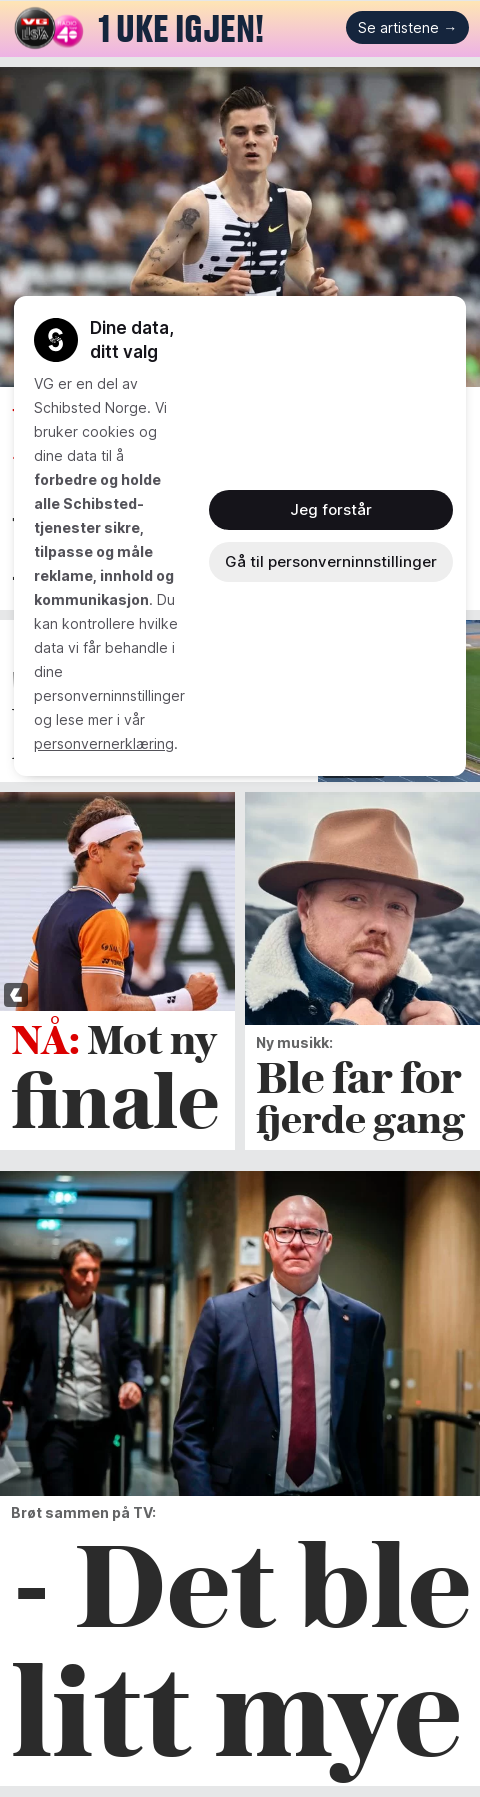 VG
1 UKE IGJEN!
Se artistene →
Dine data,
ditt valg
VG er en del av
Schibsted Norge. Vi
bruker cookies og
dine data til å
forbedre og holde
alle Schibsted-
tjenester sikre,
tilpasse og måle
reklame, innhold og
kommunikasjon. Du
kan kontrollere hvilke
data vi får behandle i
dine
personverninnstillinger
og lese mer i vår
personvernerklæring.
Jeg forstår
Gå til personverninnstillinger
NÅ: Mot ny
finale
Ny musikk:
Ble far for
fjerde gang
Brøt sammen på TV:
- Det ble
litt mye